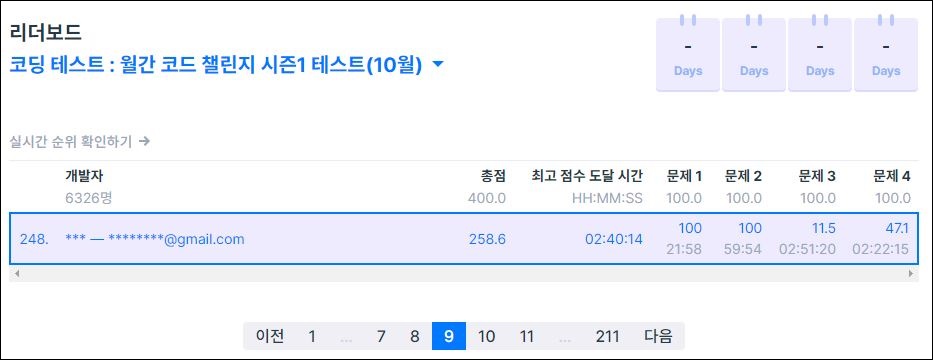 리더보드
코딩 테스트 : 월간 코드 챌린지 시즌1 테스트(10월)
- - - -
Days Days Days Days
실시간 순위 확인하기 →
개발자 총점 최고 점수 도달 시간 문제 1 문제 2 문제 3 문제 4
6326명 400.0 HH:MM:SS 100.0 100.0 100.0 100.0
248. *** — ********@gmail.com 258.6 02:40:14 100 100 11.5 47.1
21:58 59:54 02:51:20 02:22:15
이전 1 ... 7 8 9 10 11 ... 211 다음